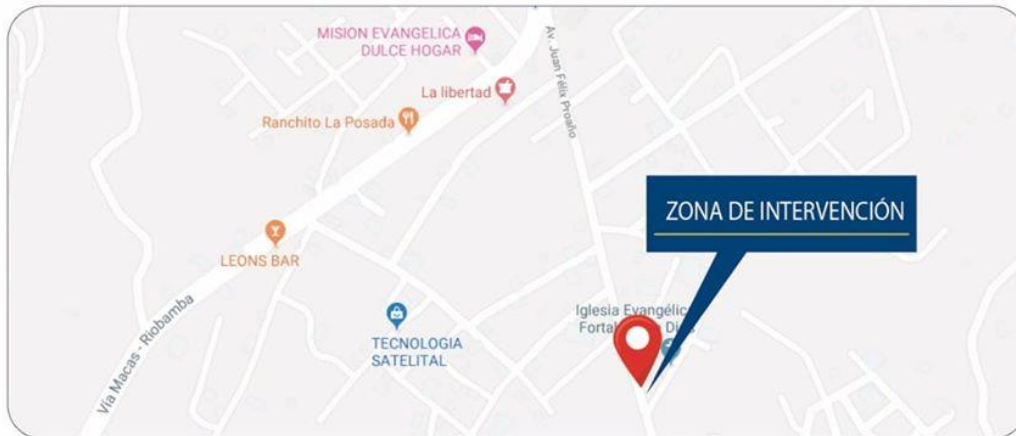 MISION EVANGELICA
DULCE HOGAR
Av. Juan Félix Proaño
La libertad
Ranchito La Posada
ZONA DE INTERVENCIÓN
LEONS BAR
Vía Macas - Riobamba
TECNOLOGIA
SATELITAL
Iglesia Evangélic